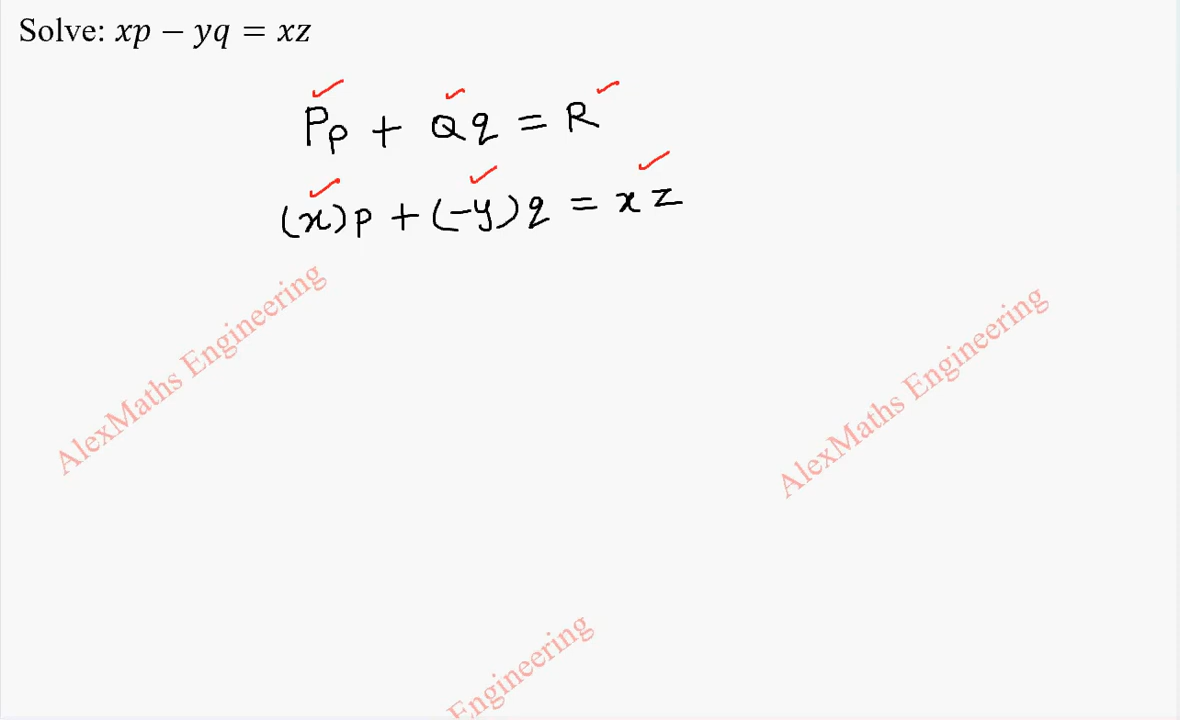 Solve: xp − yq = xz
Pp + Qq = R
(x)p + (-y)q = xz
AlexMaths Engineering
AlexMaths Engineering
Engineering